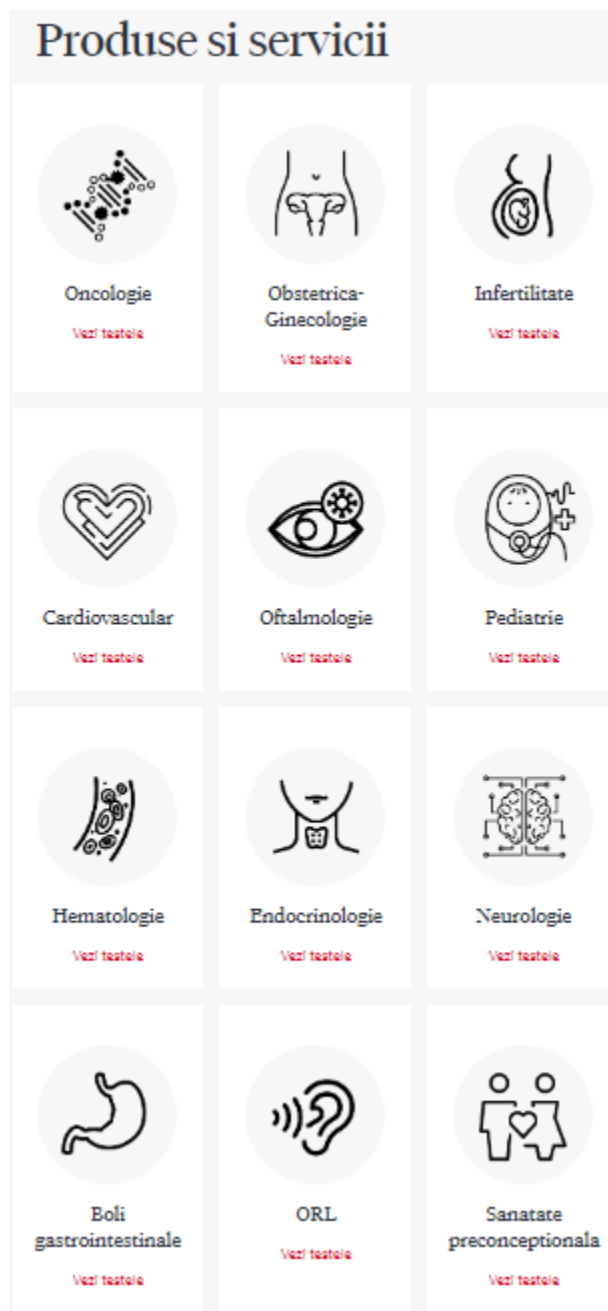 Produse si servicii
Oncologie
Vezi testele
Obstetrica-
Ginecologie
Vezi testele
Infertilitate
Vezi testele
Cardiovascular
Vezi testele
Oftalmologie
Vezi testele
Pediatrie
Vezi testele
Hematologie
Vezi testele
Endocrinologie
Vezi testele
Neurologie
Vezi testele
Boli
gastrointestinale
Vezi testele
ORL
Vezi testele
Sanatate
preconceptionala
Vezi testele